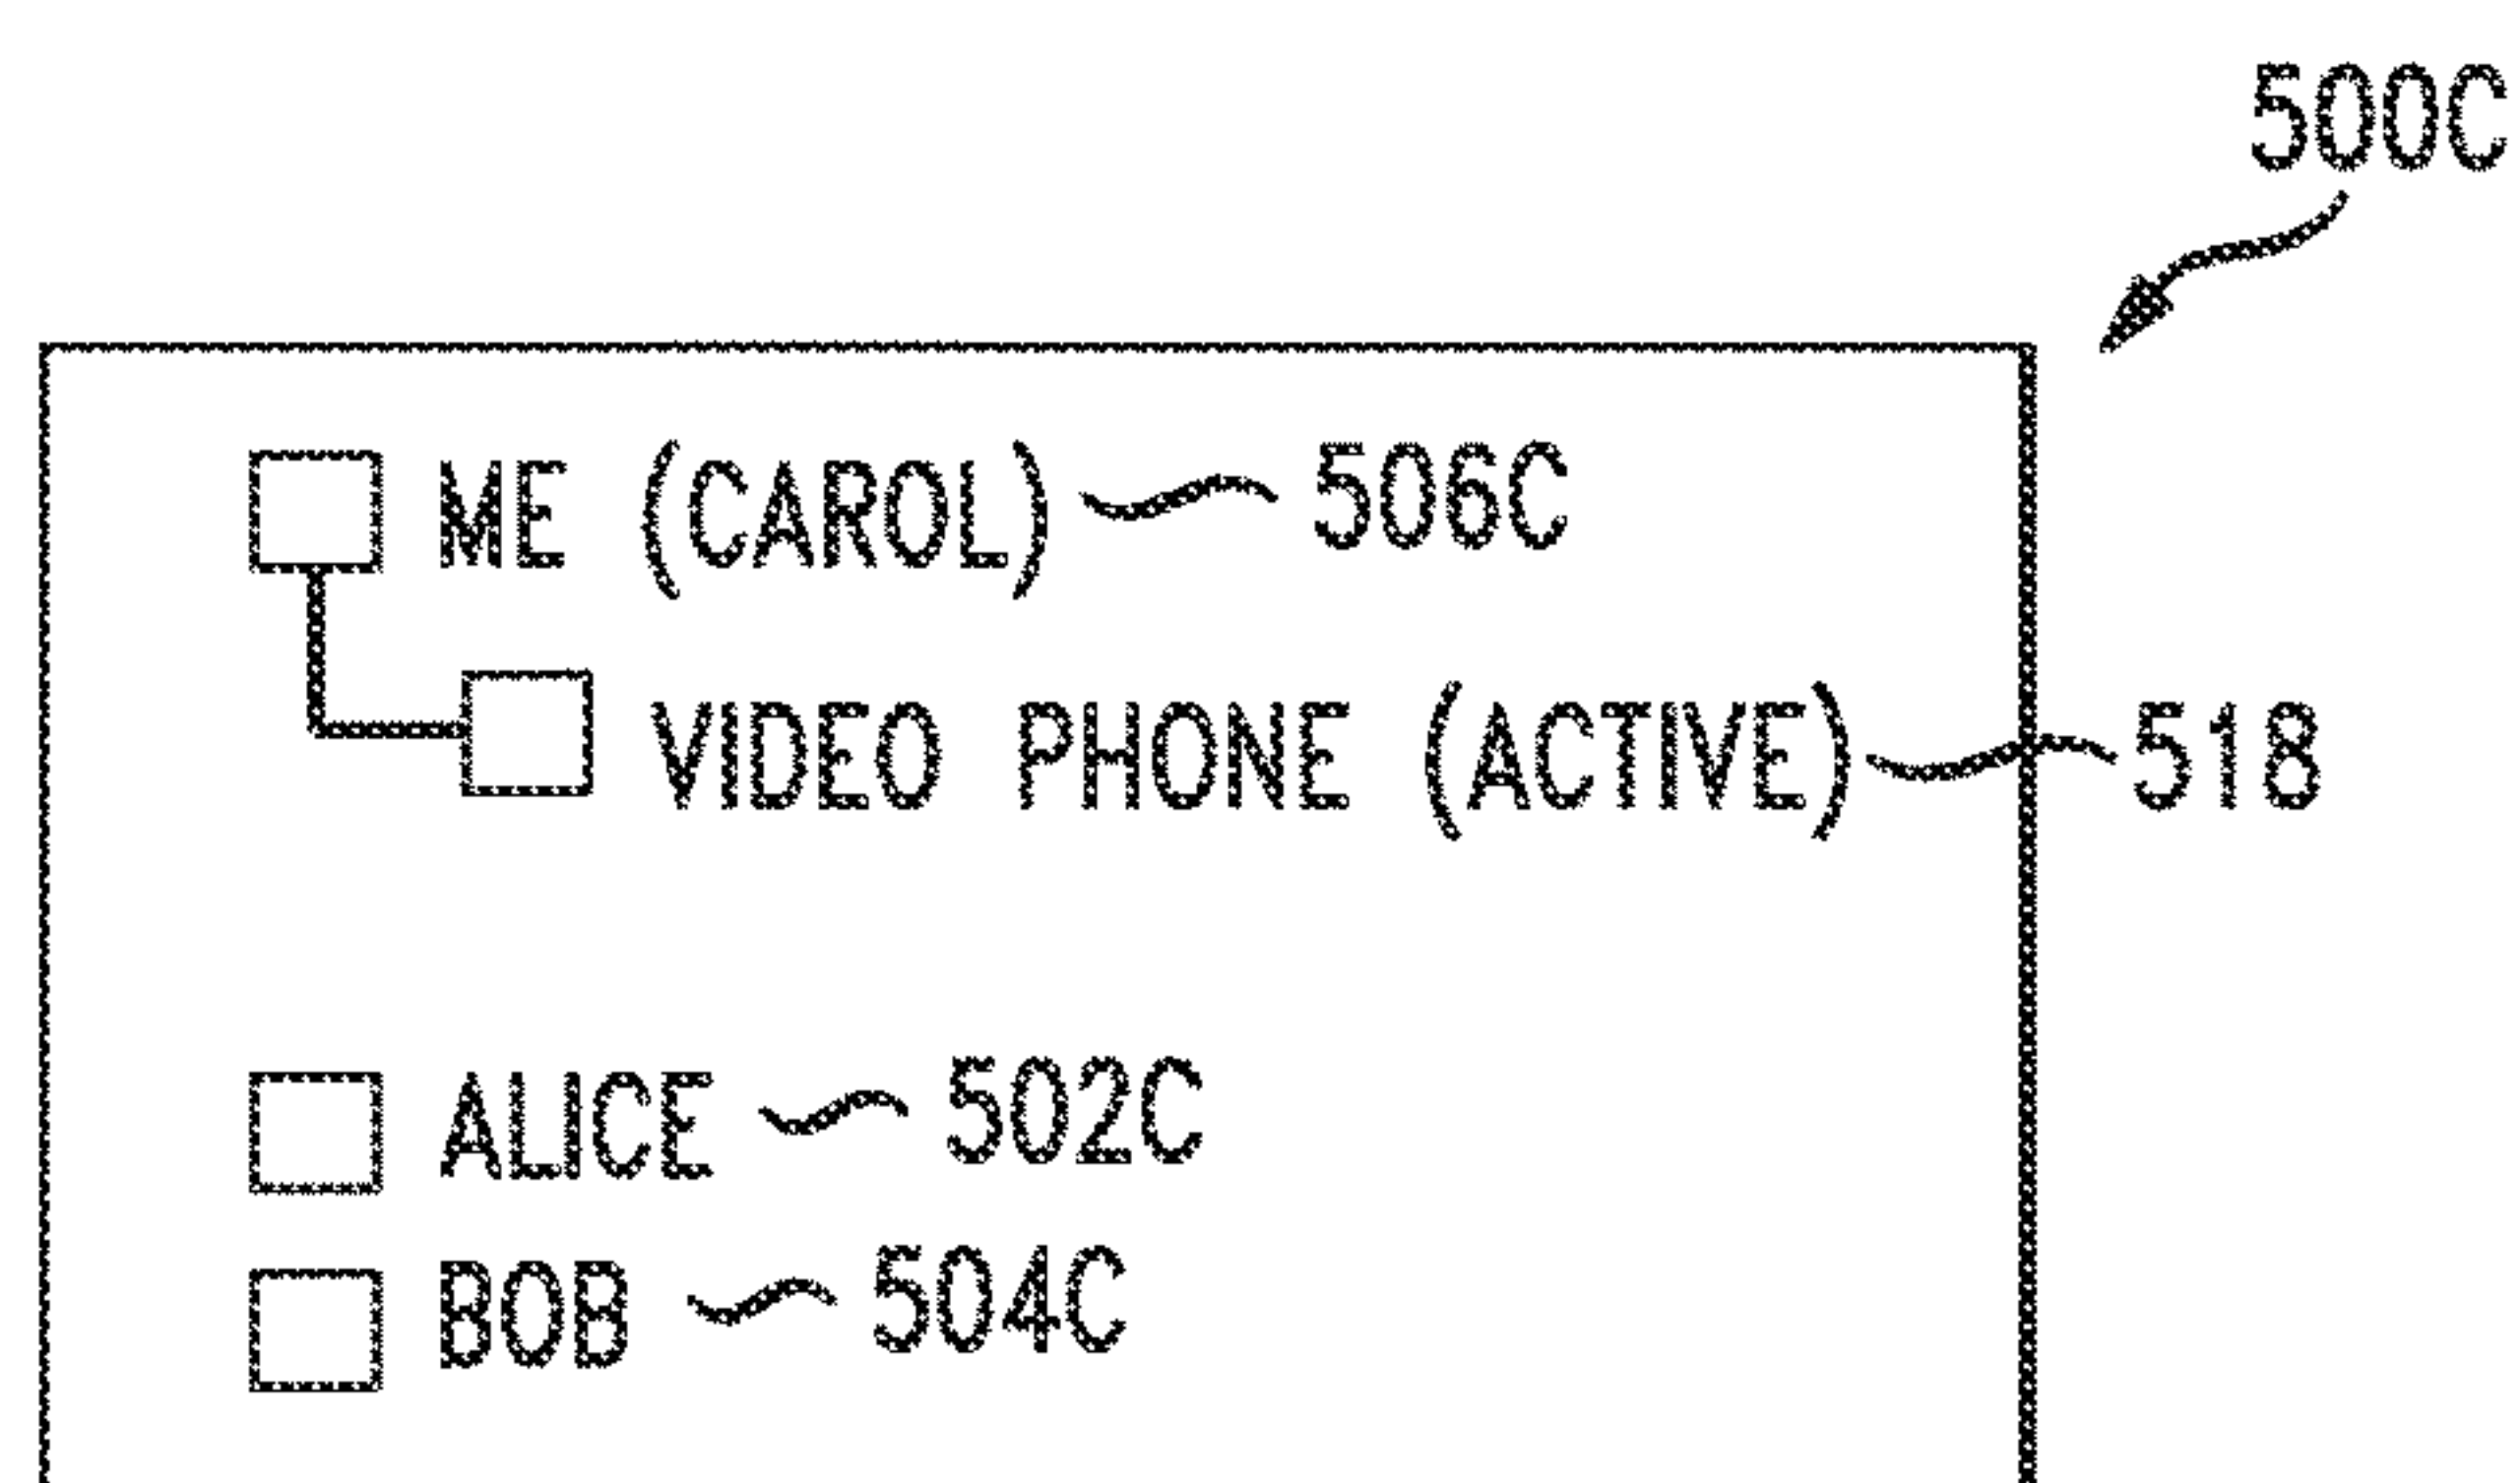 500C
ME (CAROL) 506C
VIDEO PHONE (ACTIVE) 518
ALICE 502C
BOB 504C